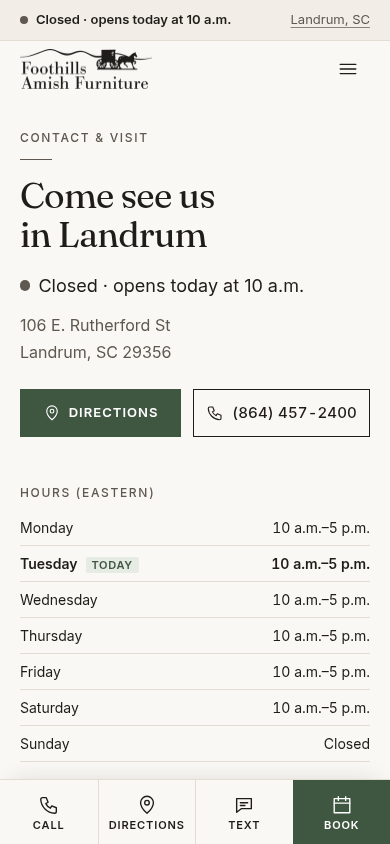 Closed · opens today at 10 a.m.
Landrum, SC
Foothills
Amish Furniture
CONTACT & VISIT
Come see us
in Landrum
Closed · opens today at 10 a.m.
106 E. Rutherford St
Landrum, SC 29356
DIRECTIONS
(864) 457-2400
HOURS (EASTERN)
Monday 10 a.m.–5 p.m.
Tuesday TODAY 10 a.m.–5 p.m.
Wednesday 10 a.m.–5 p.m.
Thursday 10 a.m.–5 p.m.
Friday 10 a.m.–5 p.m.
Saturday 10 a.m.–5 p.m.
Sunday Closed
CALL
DIRECTIONS
TEXT
BOOK